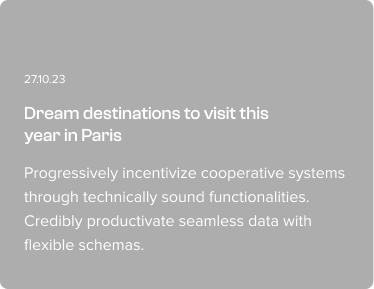 27.10.23
Dream destinations to visit this
year in Paris
Progressively incentivize cooperative systems
through technically sound functionalities.
Credibly productivate seamless data with
flexible schemas.